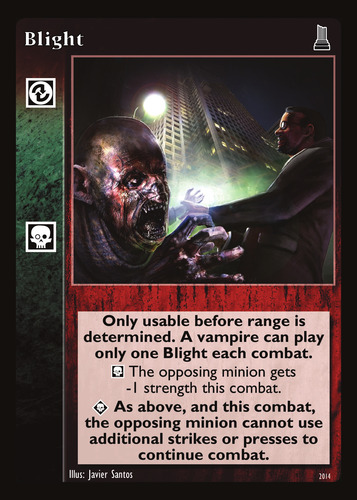 Blight
Only usable before range is
determined. A vampire can play
only one Blight each combat.
The opposing minion gets
-1 strength this combat.
As above, and this combat,
the opposing minion cannot use
additional strikes or presses to
continue combat.
Illus: Javier Santos
2014